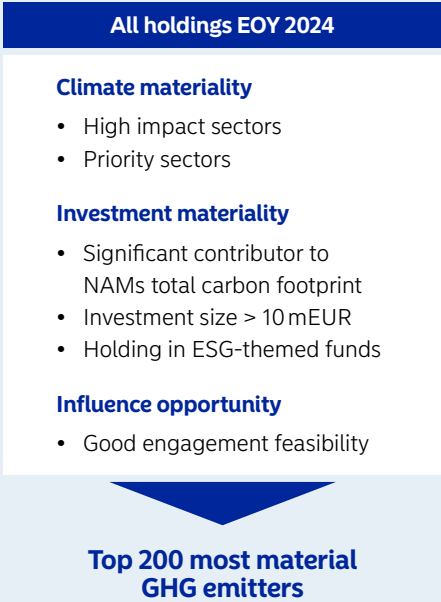 All holdings EOY 2024
Climate materiality
• High impact sectors
• Priority sectors
Investment materiality
• Significant contributor to
NAMs total carbon footprint
• Investment size > 10 mEUR
• Holding in ESG-themed funds
Influence opportunity
• Good engagement feasibility
Top 200 most material
GHG emitters